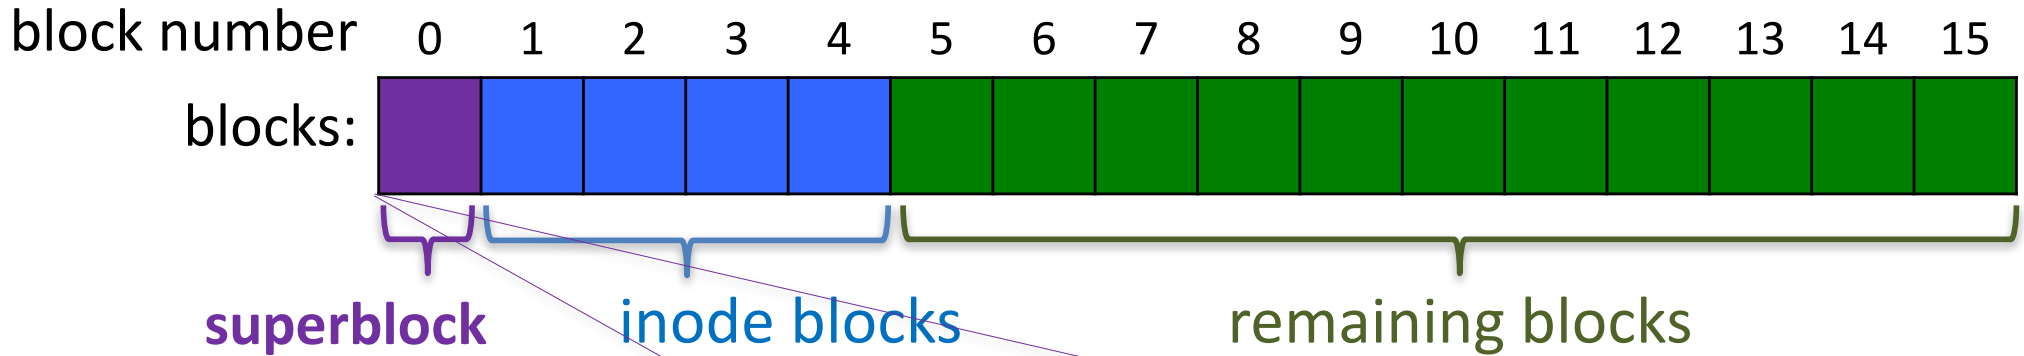 block number 0 1 2 3 4 5 6 7 8 9 10 11 12 13 14 15
blocks:
superblock inode blocks remaining blocks